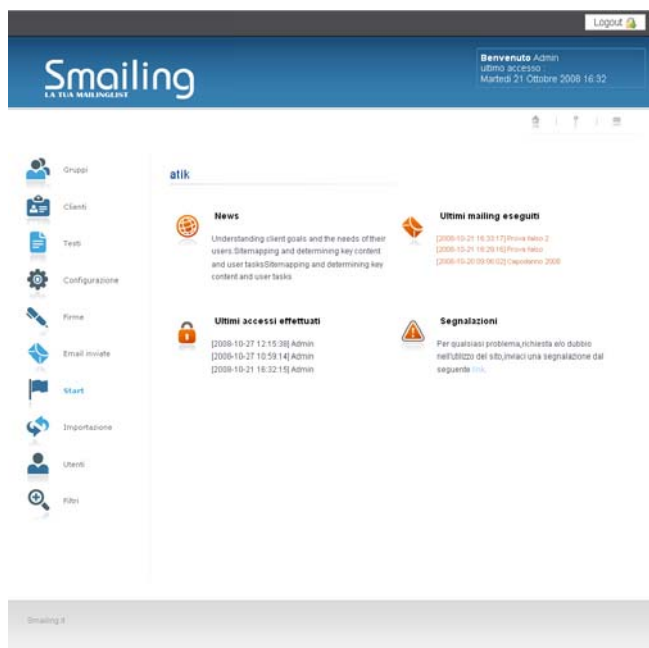 Logout
Smailing
LA TUA MAILINGLIST
Benvenuto Admin
ultimo accesso :
Martedì 21 Ottobre 2008 16:32
Gruppi
Clienti
Testi
Configurazione
Firme
Email inviate
Start
Importazione
Utenti
Filtri
atik
News
Understanding client goals and the needs of their
users.Sitemapping and determining key content
and user tasksSitemapping and determining key
content and user tasks
Ultimi mailing eseguiti
[2008-10-21 16:33:17] Prova falso 2
[2008-10-21 16:29:16] Prova falso
[2008-10-20 09:06:02] Capodanno 2008
Ultimi accessi effettuati
[2008-10-27 12:15:38] Admin
[2008-10-27 10:59:14] Admin
[2008-10-21 16:32:15] Admin
Segnalazioni
Per qualsiasi problema,richiesta e/o dubbio
nell'utilizzo del sito,inviaci una segnalazione dal
seguente link.
Smailing.it